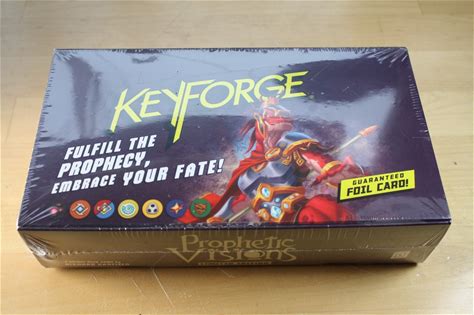 KEYFORGE
FULFILL THE
PROPHECY,
EMBRACE YOUR FATE!
GUARANTEED
FOIL CARD!
Prophetic
Visions